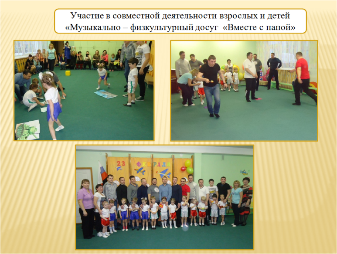 Участие в совместной деятельности взрослых и детей
«Музыкально – физкультурный досуг «Вместе с папой»